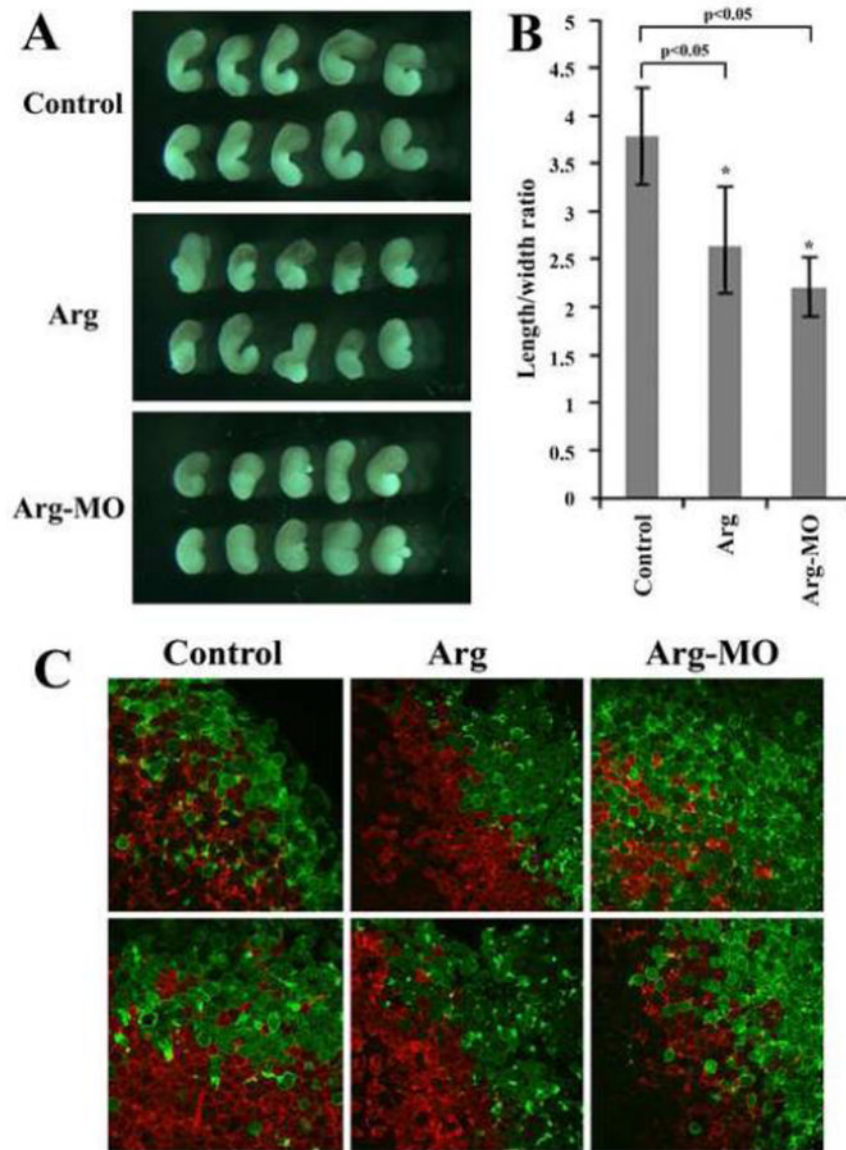 A
Control
Arg
Arg-MO
B
p<0.05
p<0.05
Length/width ratio
5
4.5
4
3.5
3
2.5
2
1.5
1
0.5
0
*
*
Control
Arg
Arg-MO
C
Control
Arg
Arg-MO